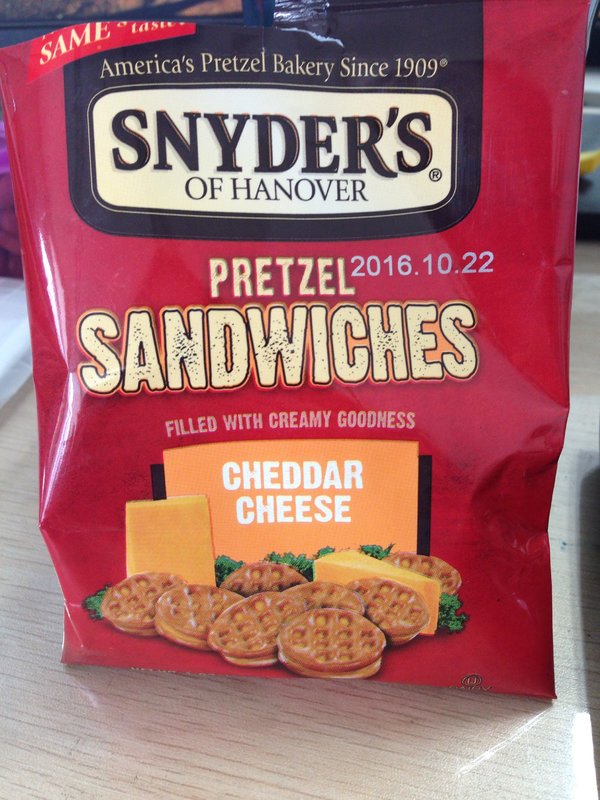 SAME
America's Pretzel Bakery Since 1909®
SNYDER'S®
OF HANOVER
PRETZEL
2016.10.22
SANDWICHES
FILLED WITH CREAMY GOODNESS
CHEDDAR
CHEESE